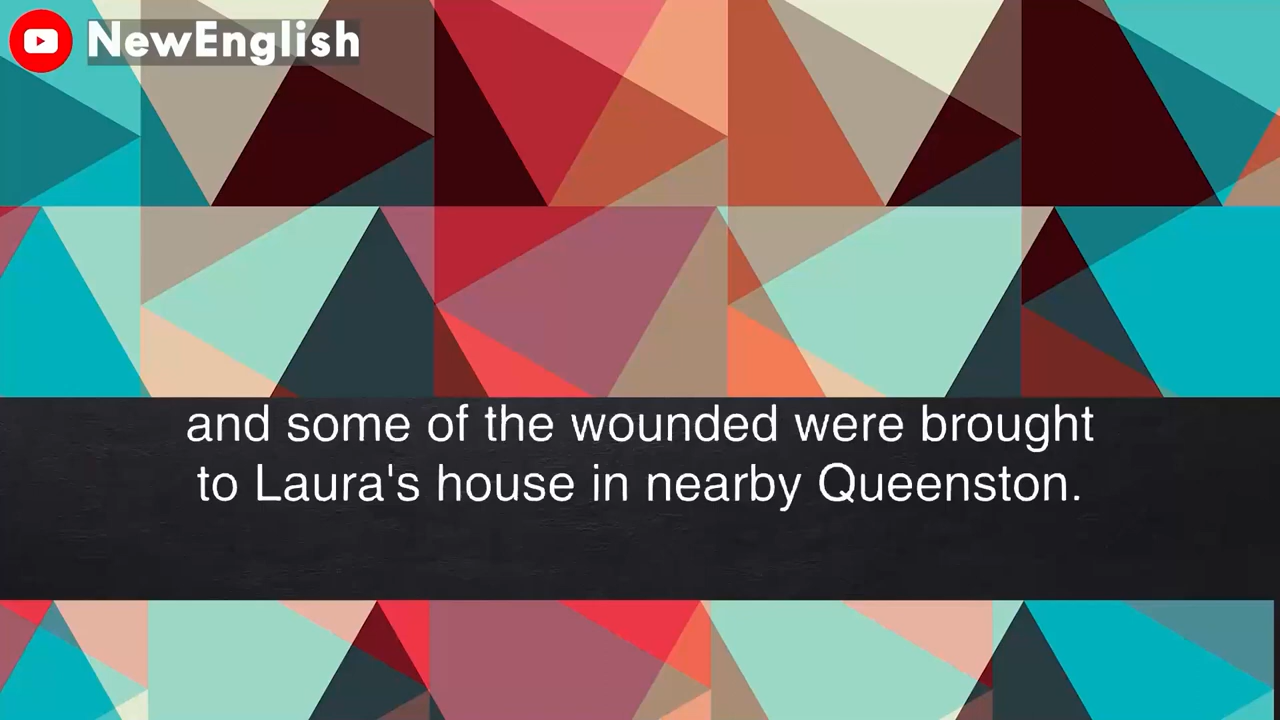 NewEnglish
and some of the wounded were brought
to Laura's house in nearby Queenston.